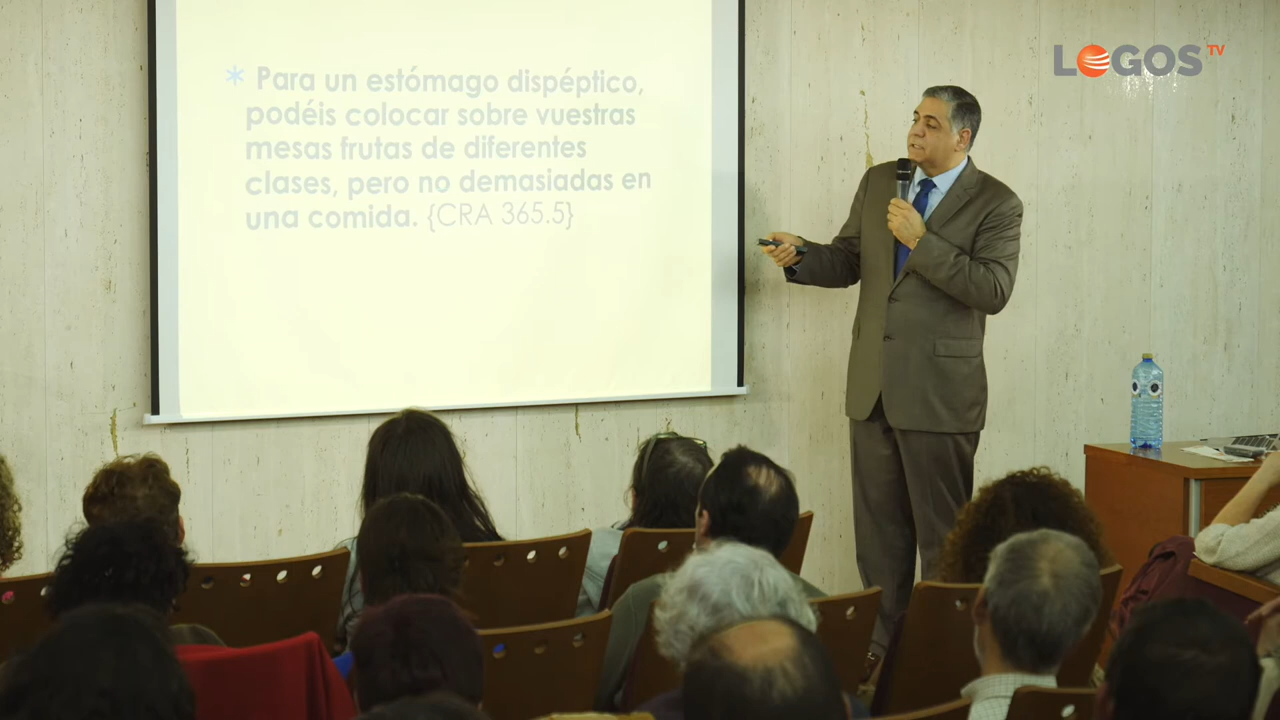 LOGOS TV
* Para un estómago dispéptico,
podéis colocar sobre vuestras
mesas frutas de diferentes
clases, pero no demasiadas en
una comida. {CRA 365.5}